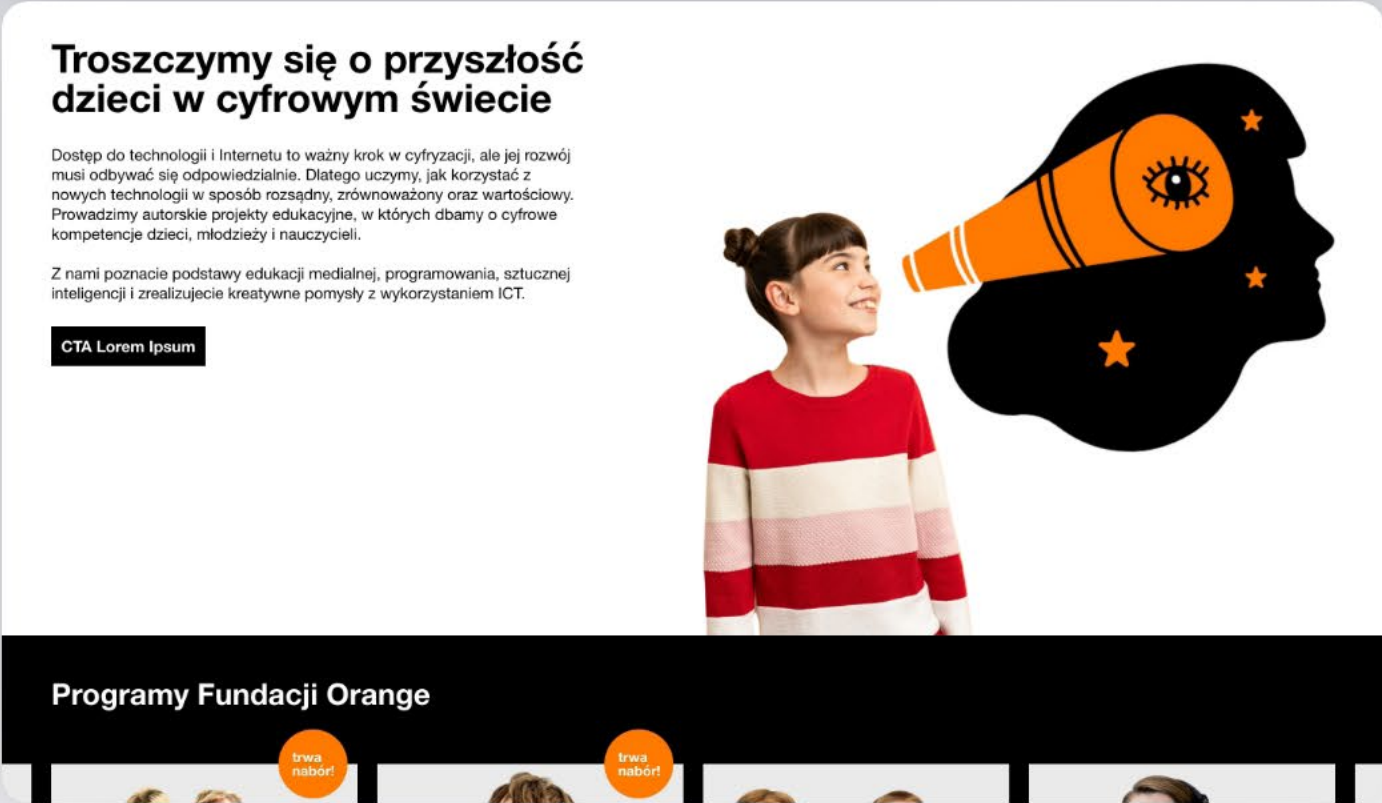 Troszczymy się o przyszłość
dzieci w cyfrowym świecie
Dostęp do technologii i Internetu to ważny krok w cyfryzacji, ale jej rozwój
musi odbywać się odpowiedzialnie. Dlatego uczymy, jak korzystać z
nowych technologii w sposób rozsądny, zrównoważony oraz wartościowy.
Prowadzimy autorskie projekty edukacyjne, w których dbamy o cyfrowe
kompetencje dzieci, młodzieży i nauczycieli.
Z nami poznacie podstawy edukacji medialnej, programowania, sztucznej
inteligencji i zrealizujecie kreatywne pomysły z wykorzystaniem ICT.
CTA Lorem Ipsum
Programy Fundacji Orange
trwa
nabór!
trwa
nabór!